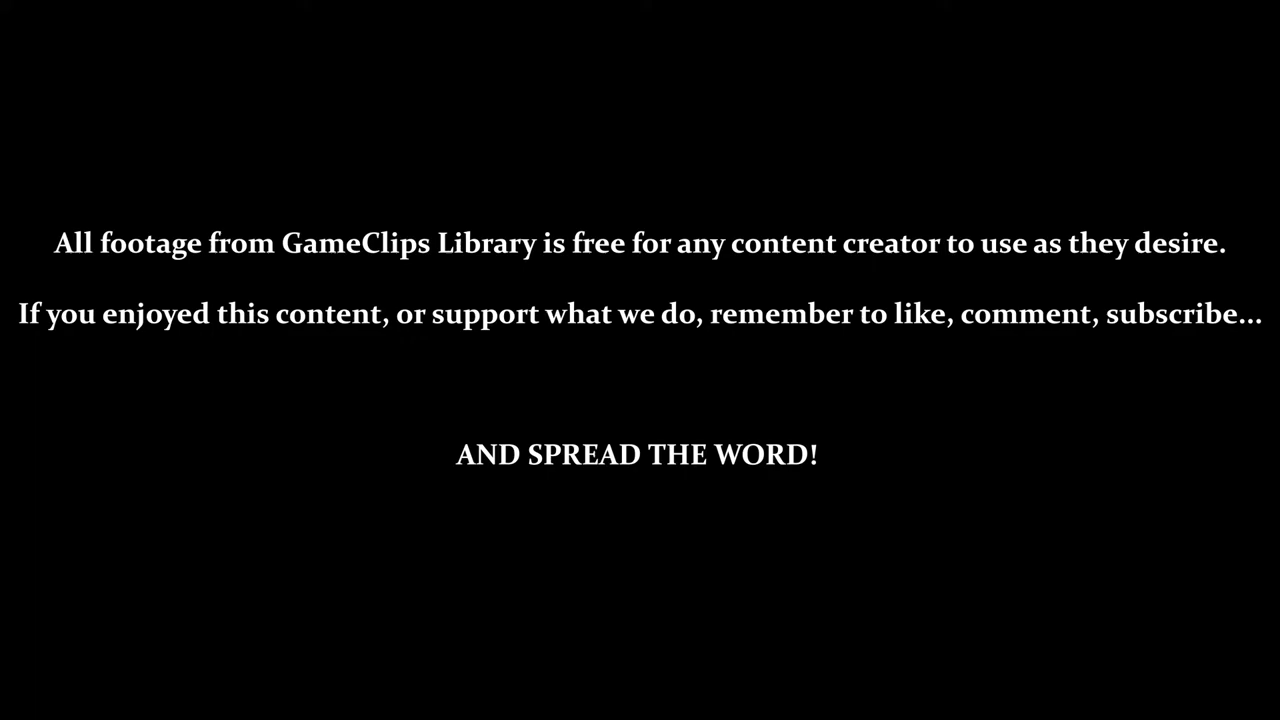 All footage from GameClips Library is free for any content creator to use as they desire.
If you enjoyed this content, or support what we do, remember to like, comment, subscribe...
AND SPREAD THE WORD!